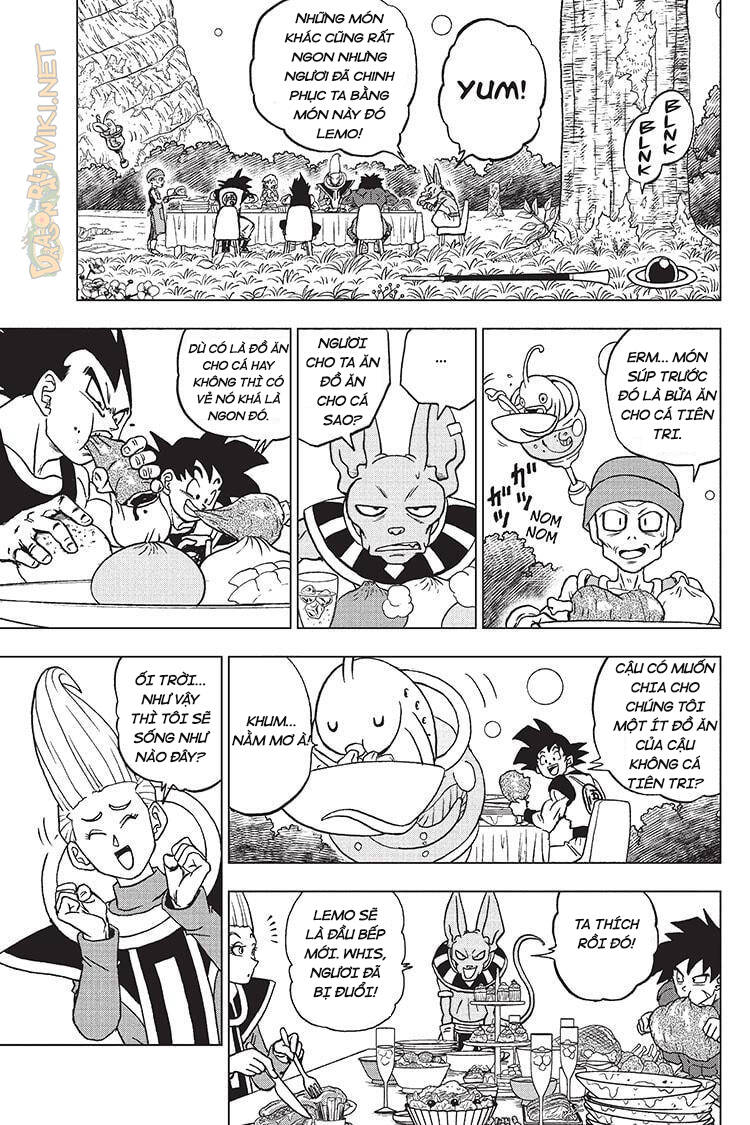 YUM!
NHỮNG MÓN
KHÁC CŨNG RẤT
NGON NHƯNG
NGƯƠI ĐÃ CHINH
PHỤC TA BẰNG
MÓN NÀY ĐÓ
LEMO!
BLNK
BLNK
DRAGON BALL WIKI.NET
ERM... MÓN
SÚP TRƯỚC
ĐÓ LÀ BỮA ĂN
CHO CÁ TIÊN
TRI.
ガツ
ガツ
NOM
NOM
...
NGƯƠI
CHO TA ĂN
ĐỒ ĂN
CHO CÁ
SAO?
DÙ CÓ LÀ ĐỒ ĂN
CHO CÁ HAY
KHÔNG THÌ CÓ
VẺ NÓ KHÁ LÀ
NGON ĐÓ.
CẬU CÓ MUỐN
CHIA CHO
CHÚNG TÔI
MỘT ÍT ĐỒ ĂN
CỦA CẬU
KHÔNG CÁ
TIÊN TRI?
KHUM...
NẰM MƠ À!
ỐI TRỜI...
NHƯ VẬY
THÌ TÔI SẼ
SỐNG NHƯ
NÀO ĐÂY?
TA THÍCH
RỒI ĐÓ!
LEMO SẼ
LÀ ĐẦU BẾP
MỚI. WHIS,
NGƯƠI ĐÃ
BỊ ĐUỔI!